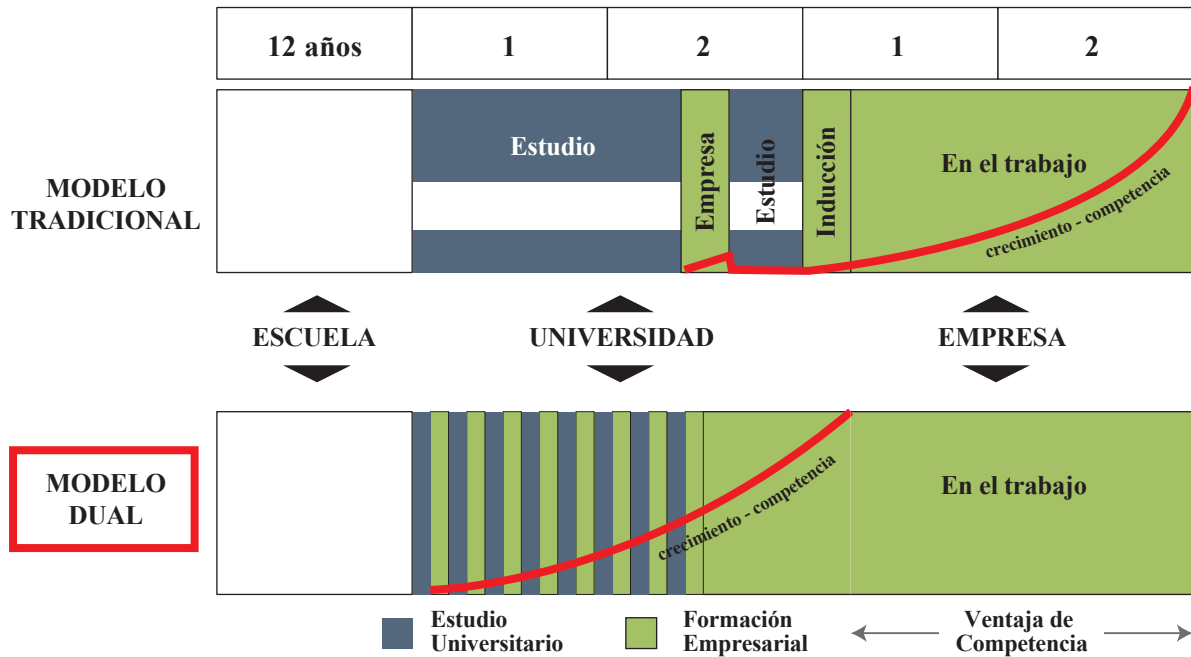 12 años
1
2
1
2
MODELO
TRADICIONAL
Estudio
Empresa
Estudio
Inducción
En el trabajo
crecimiento - competencia
ESCUELA
UNIVERSIDAD
EMPRESA
MODELO
DUAL
crecimiento - competencia
En el trabajo
Estudio
Universitario
Formación
Empresarial
Ventaja de
Competencia